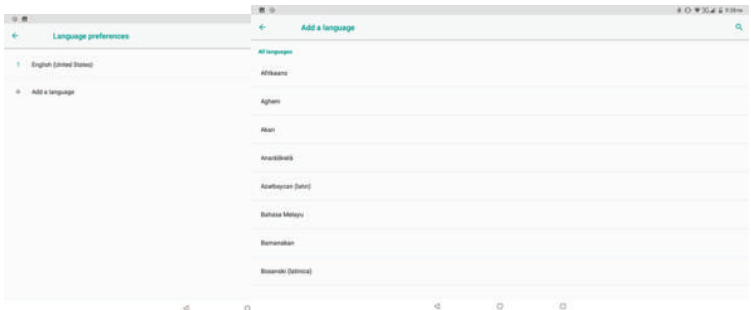 Language preferences
1 English (United States)
+ Add a language
Add a language
All languages
Afrikaans
Aghem
Akan
Azərbaycan (latın)
Bahasa Melayu
Bamanakan
Bosanski (latinica)